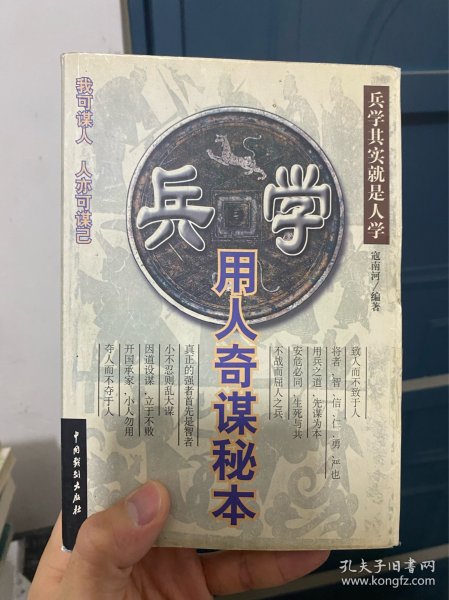 我可谋人 人亦可谋己
兵学
兵学其实就是人学
寇南河/编著
用人奇谋秘本
致人而不致于人
将者、智、信、仁、勇、严也
用兵之道,先谋为本
安危必同,生死与共
不战而屈人之兵
真正的强者首先是智者
小不忍则乱大谋
因道设谋,立于不败
开国承家,小人勿用
夺人而不夺于人
中国戏剧出版社
孔夫子旧书网
www.kongfz.com